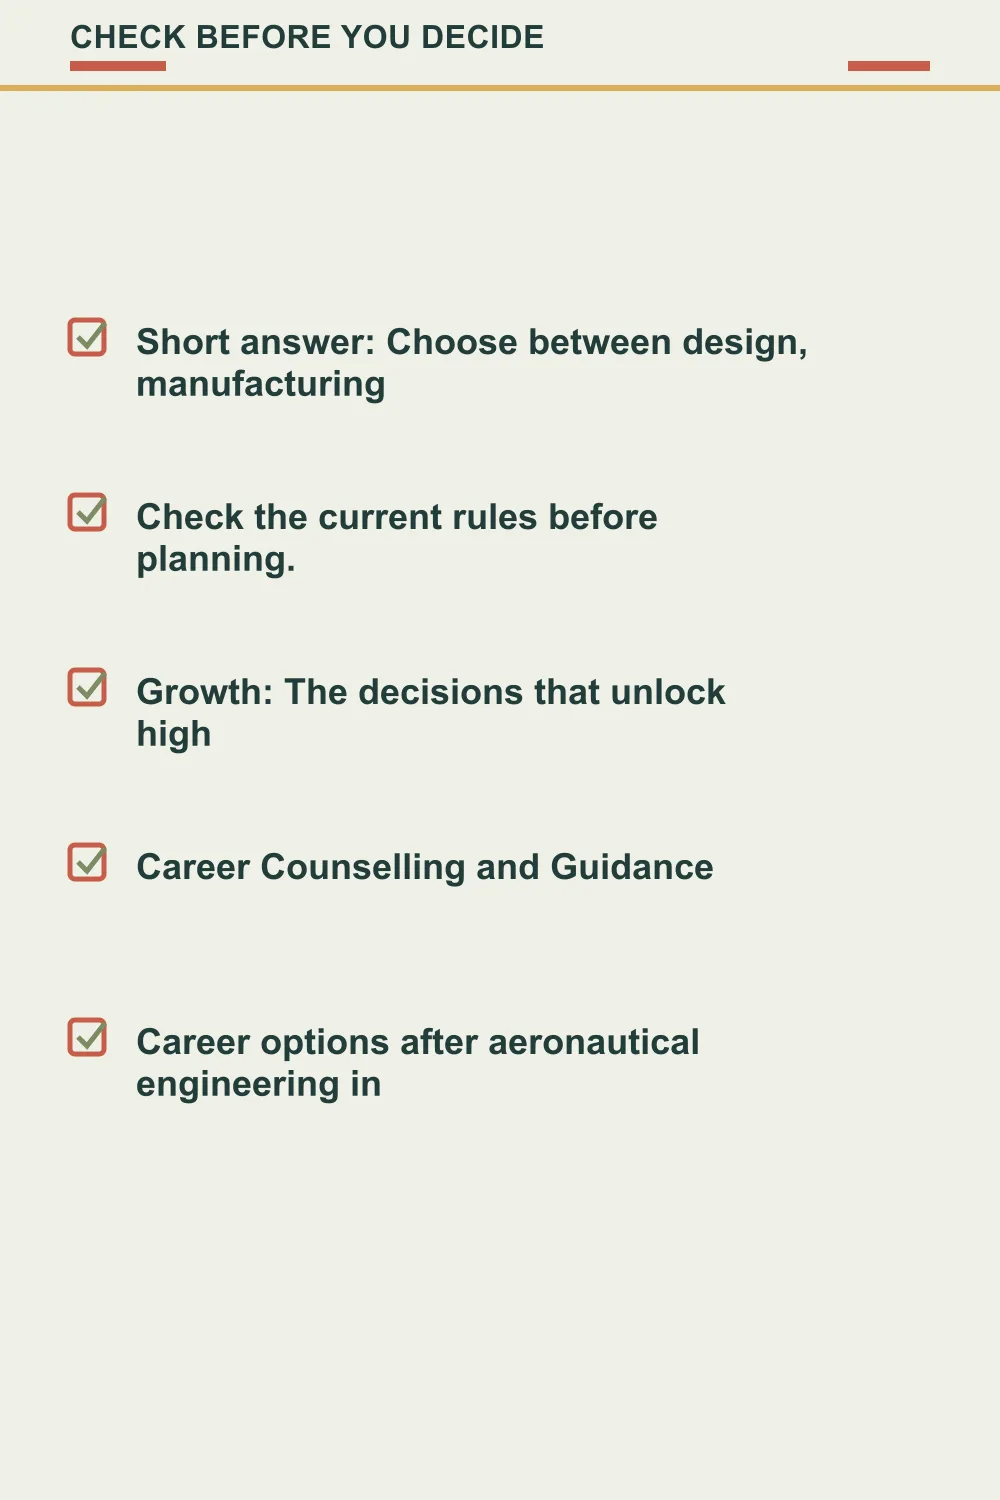 CHECK BEFORE YOU DECIDE
Short answer: Choose between design,
manufacturing
Check the current rules before
planning.
Growth: The decisions that unlock
high
Career Counselling and Guidance
Career options after aeronautical
engineering in